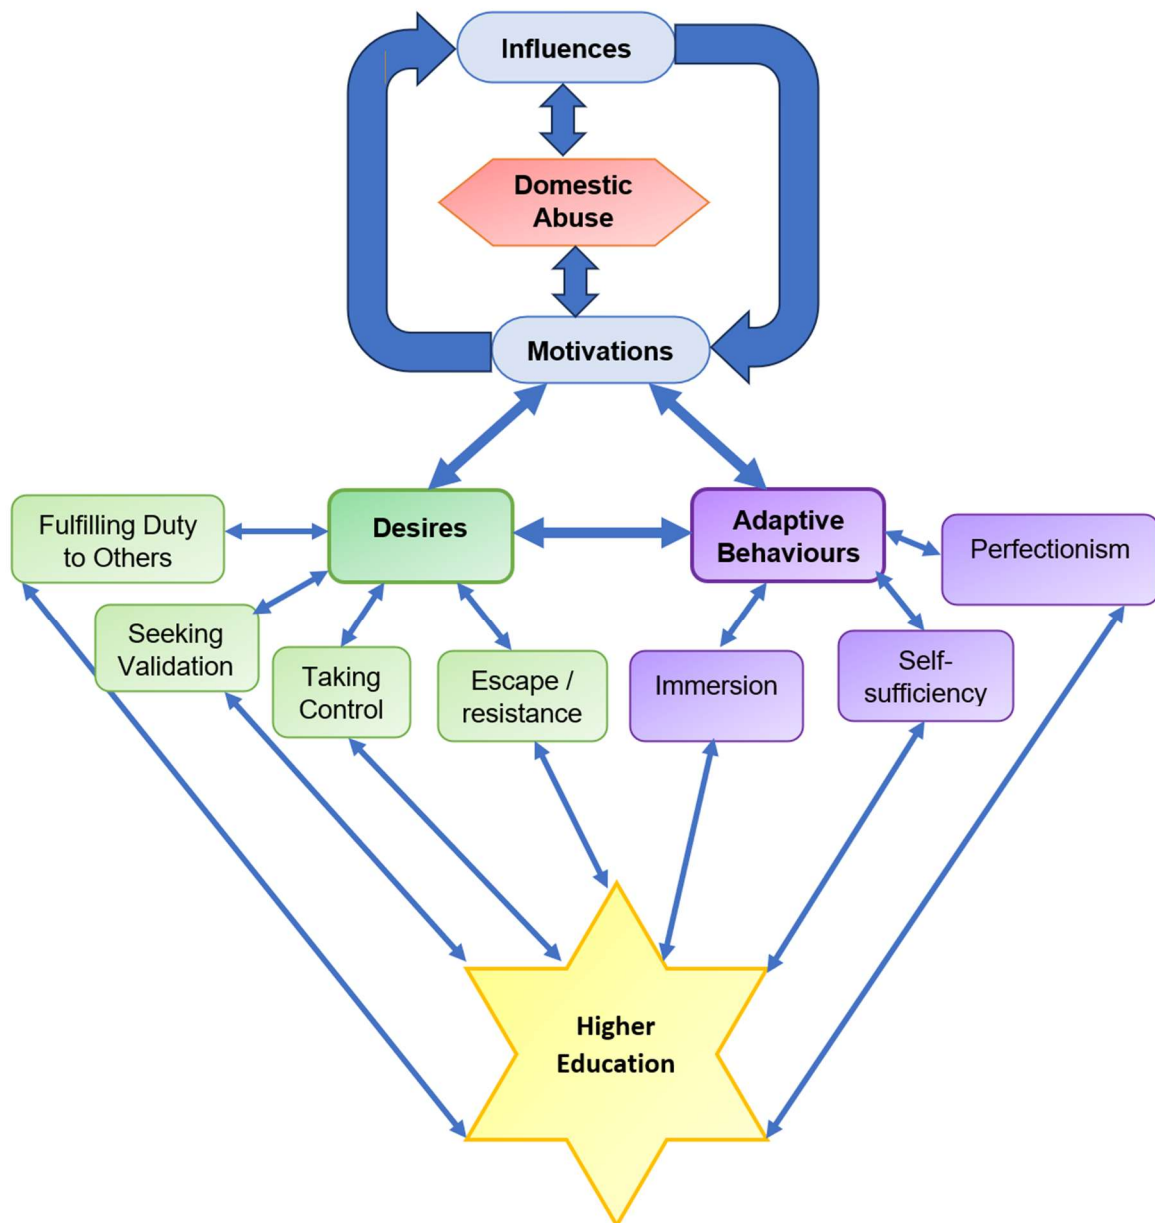 Influences
Domestic
Abuse
Motivations
Fulfilling Duty
to Others
Desires
Adaptive
Behaviours
Perfectionism
Seeking
Validation
Taking
Control
Escape /
resistance
Immersion
Self-
sufficiency
Higher
Education